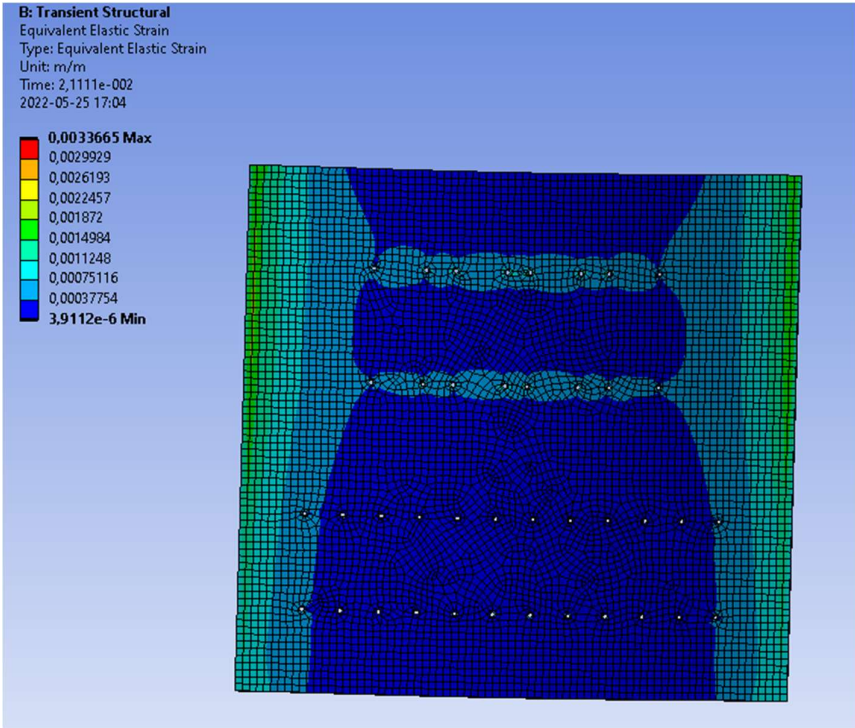 B: Transient Structural
Equivalent Elastic Strain
Type: Equivalent Elastic Strain
Unit: m/m
Time: 2,1111e-002
2022-05-25 17:04
0,0033665 Max
0,0029929
0,0026193
0,0022457
0,001872
0,0014984
0,0011248
0,00075116
0,00037754
3,9112e-6 Min